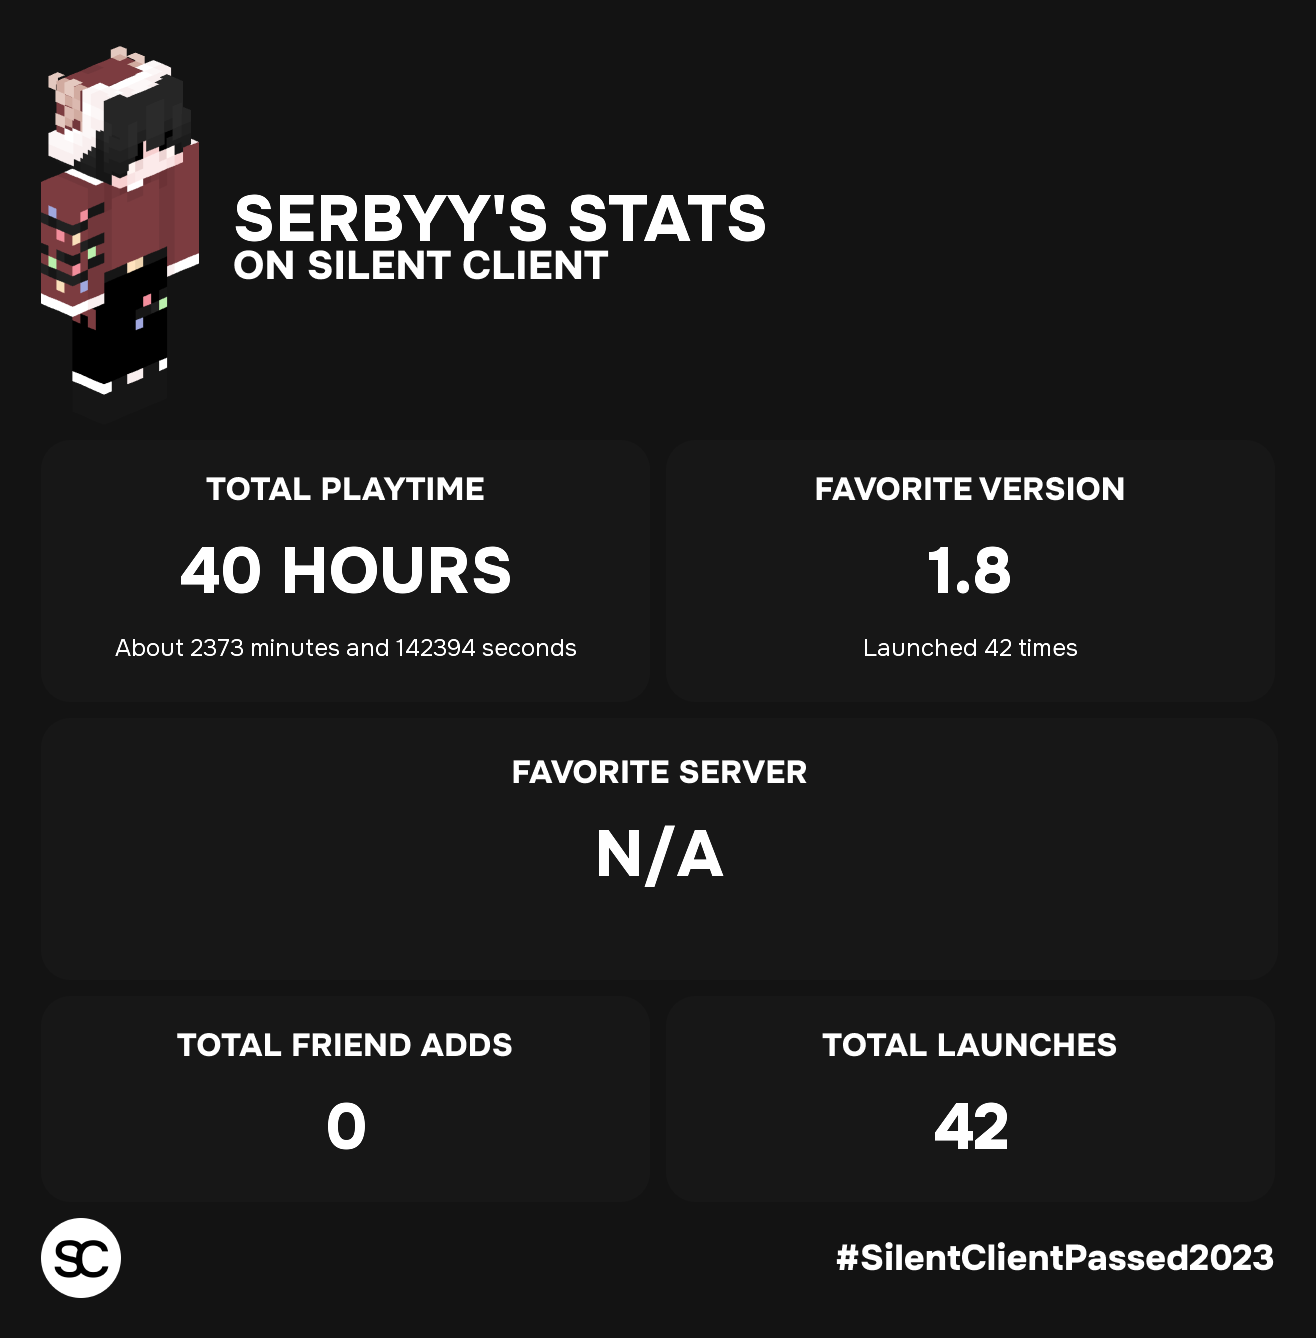 SERBYY'S STATS
ON SILENT CLIENT
TOTAL PLAYTIME
40 HOURS
About 2373 minutes and 142394 seconds
FAVORITE VERSION
1.8
Launched 42 times
FAVORITE SERVER
N/A
TOTAL FRIEND ADDS
0
TOTAL LAUNCHES
42
SC
#SilentClientPassed2023